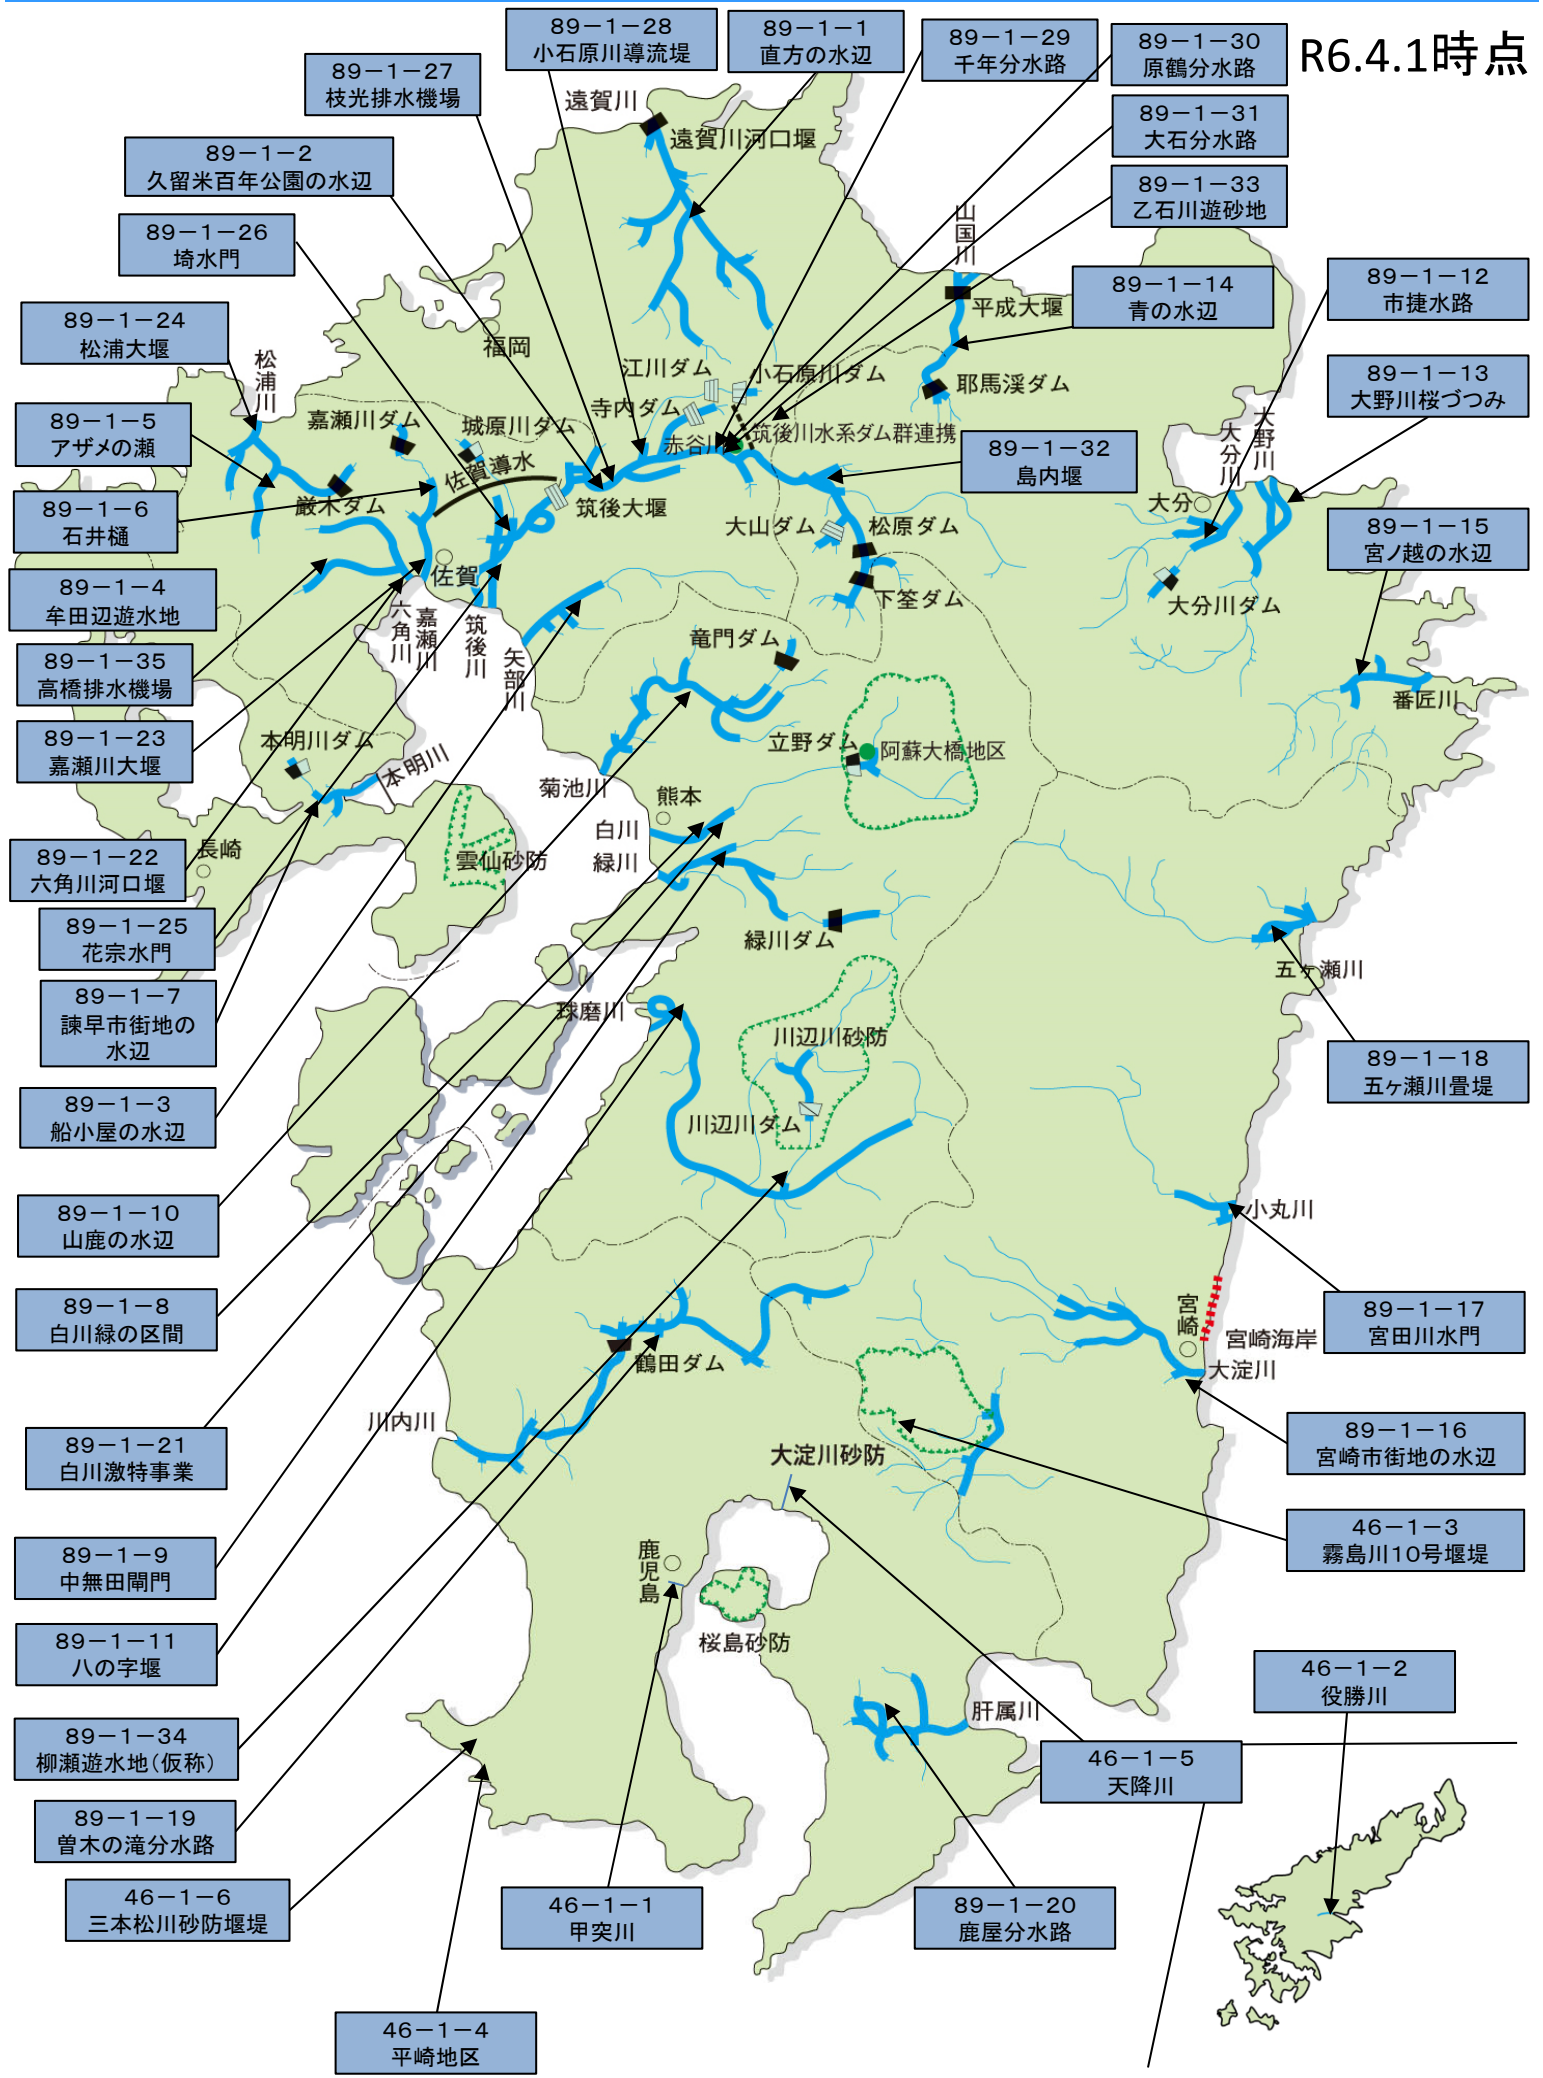 R6.4.1時点
89－1－28
小石原川導流堤
89－1－1
直方の水辺
89－1－29
千年分水路
89－1－30
原鶴分水路
89－1－27
枝光排水機場
89－1－31
大石分水路
89－1－2
久留米百年公園の水辺
89－1－33
乙石川遊砂地
89－1－26
埼水門
89－1－14
青の水辺
89－1－12
市捷水路
89－1－24
松浦大堰
89－1－13
大野川桜づつみ
89－1－5
アザメの瀬
89－1－32
島内堰
89－1－6
石井樋
89－1－15
宮ノ越の水辺
89－1－4
牟田辺遊水地
89－1－35
高橋排水機場
89－1－23
嘉瀬川大堰
89－1－22
六角川河口堰
89－1－25
花宗水門
89－1－7
諫早市街地の
水辺
89－1－18
五ヶ瀬川畳堤
89－1－3
船小屋の水辺
89－1－10
山鹿の水辺
89－1－8
白川緑の区間
89－1－17
宮田川水門
89－1－21
白川激特事業
89－1－16
宮崎市街地の水辺
89－1－9
中無田閘門
46－1－3
霧島川10号堰堤
89－1－11
八の字堰
46－1－2
役勝川
89－1－34
柳瀬遊水地（仮称）
46－1－5
天降川
89－1－19
曽木の滝分水路
46－1－6
三本松川砂防堰堤
46－1－1
甲突川
89－1－20
鹿屋分水路
46－1－4
平崎地区
遠賀川
遠賀川河口堰
山国川
平成大堰
福岡
江川ダム
小石原川ダム
耶馬渓ダム
松浦川
嘉瀬川ダム
城原川ダム
寺内ダム
赤谷川
筑後川水系ダム群連携
大野川
大分川
佐賀導水
厳木ダム
筑後大堰
大山ダム
松原ダム
大分
佐賀
下筌ダム
大分川ダム
六角川
嘉瀬川
筑後川
矢部川
竜門ダム
番匠川
本明川ダム
本明川
立野ダム
阿蘇大橋地区
菊池川
熊本
白川
緑川
長崎
雲仙砂防
緑川ダム
五ヶ瀬川
球磨川
川辺川砂防
川辺川ダム
小丸川
宮崎
宮崎海岸
大淀川
鶴田ダム
川内川
大淀川砂防
鹿児島
桜島砂防
肝属川